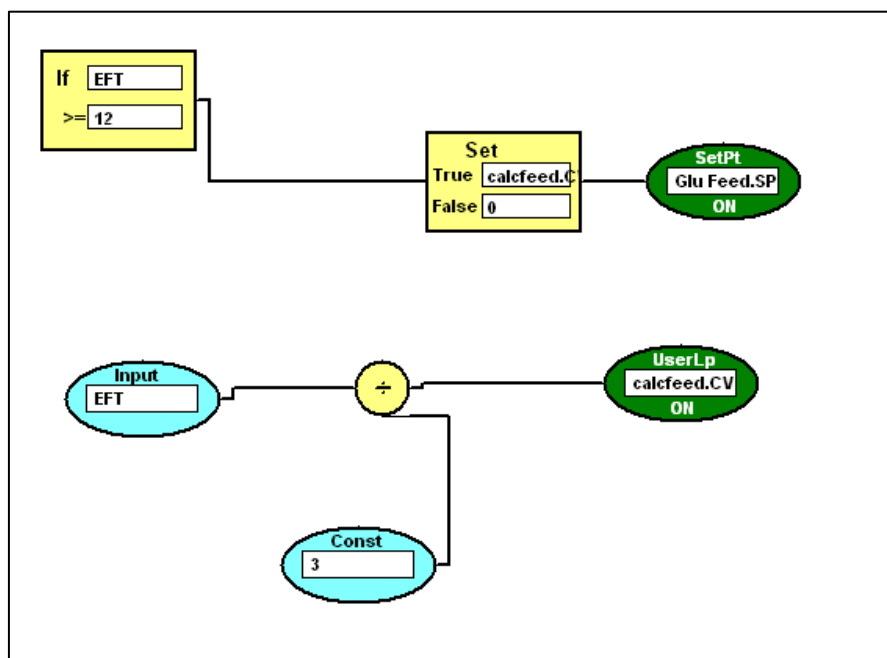 If EFT
>= 12
Set
True calcfeed.C
False 0
SetPt
Glu Feed.SP
ON
Input
EFT
÷
UserLp
calcfeed.CV
ON
Const
3